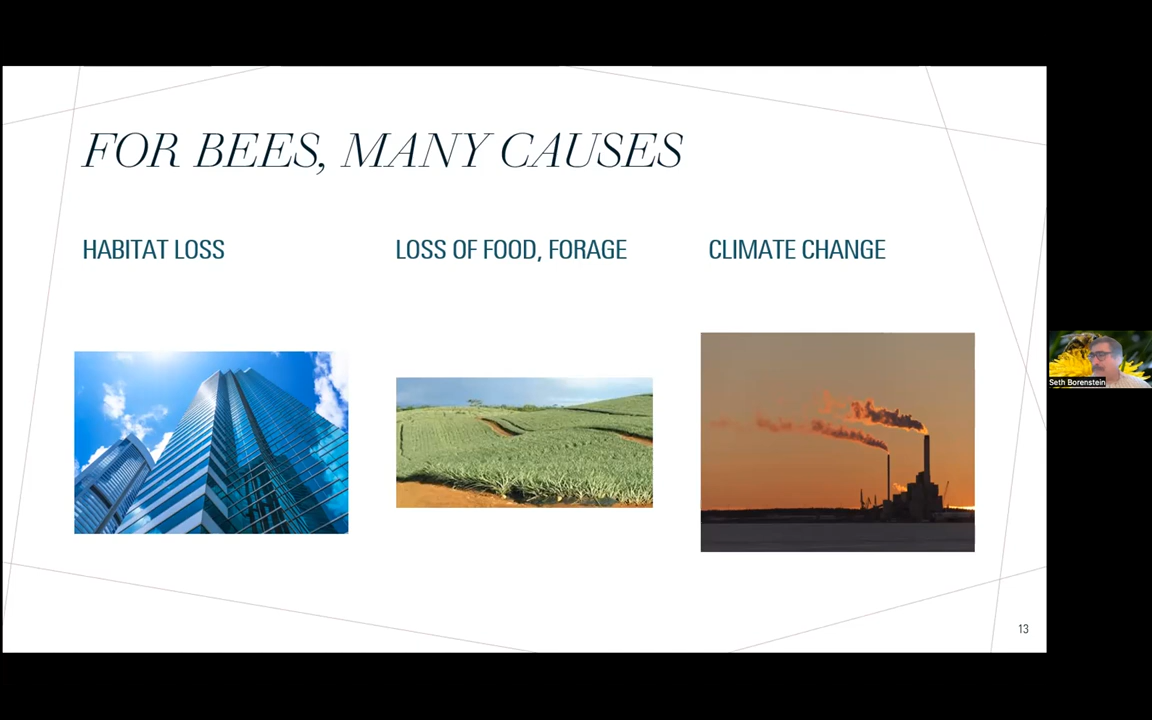 FOR BEES, MANY CAUSES
HABITAT LOSS
LOSS OF FOOD, FORAGE
CLIMATE CHANGE
Seth Borenstein
13